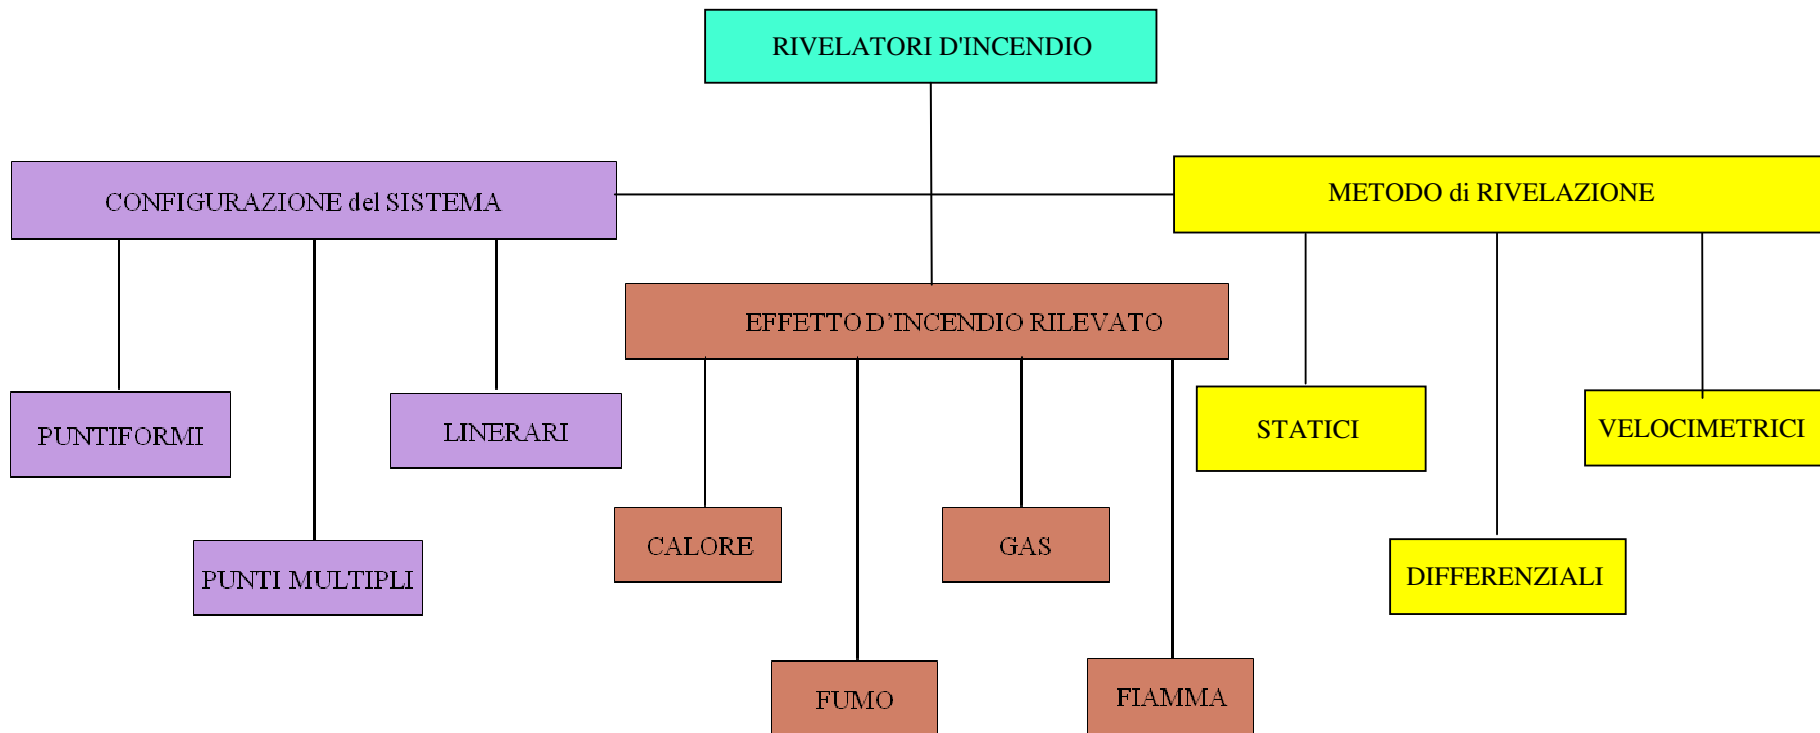 RIVELATORI D'INCENDIO
CONFIGURAZIONE del SISTEMA
METODO di RIVELAZIONE
EFFETTO D’INCENDIO RILEVATO
PUNTIFORMI
LINERARI
STATICI
VELOCIMETRICI
CALORE
GAS
PUNTI MULTIPLI
DIFFERENZIALI
FUMO
FIAMMA